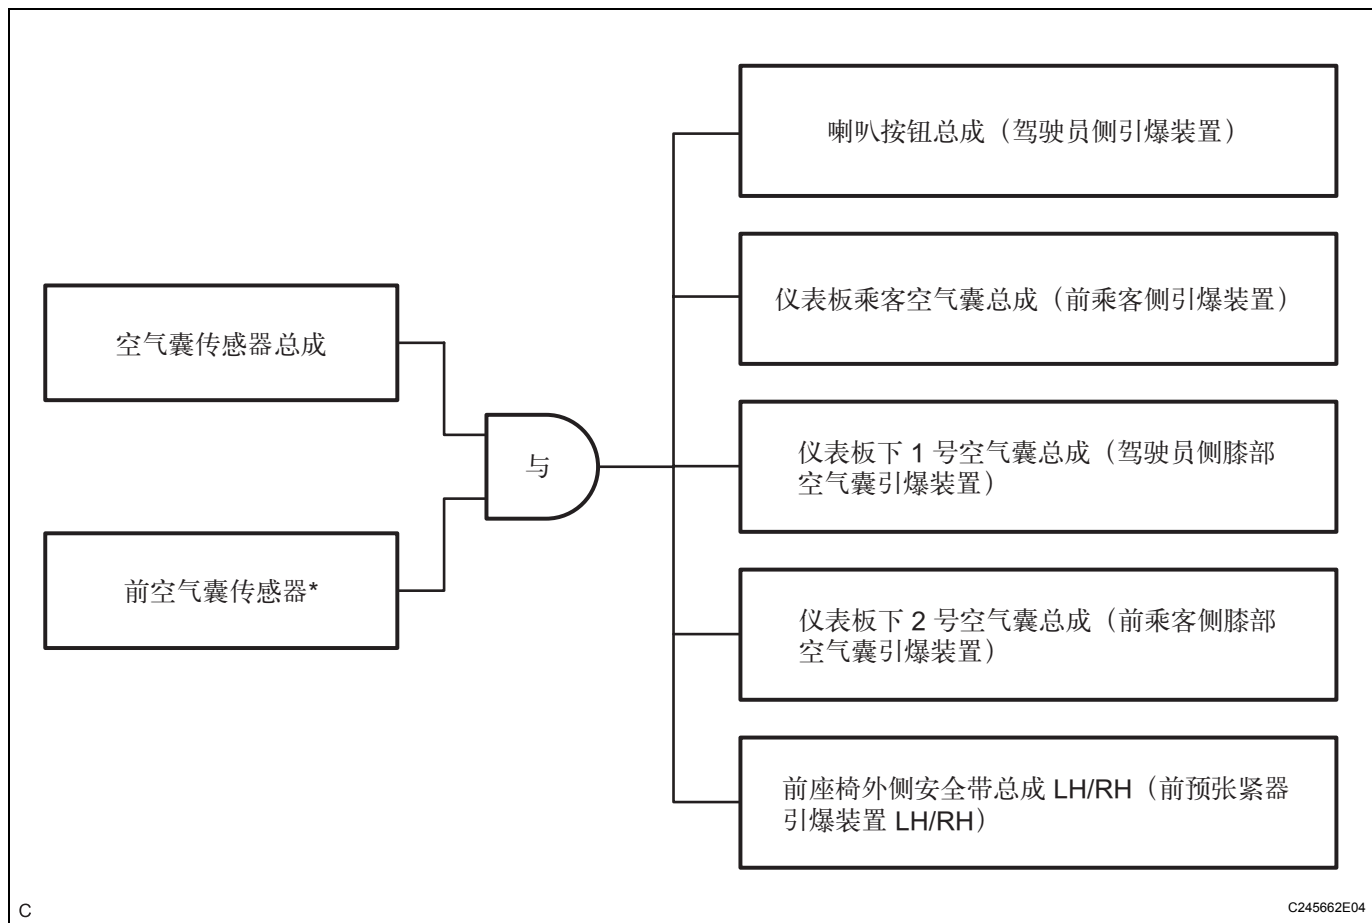 喇叭按钮总成（驾驶员侧引爆装置）
仪表板乘客空气囊总成（前乘客侧引爆装置）
空气囊传感器总成
仪表板下 1 号空气囊总成（驾驶员侧膝部
空气囊引爆装置）
与
前空气囊传感器*
仪表板下 2 号空气囊总成（前乘客侧膝部
空气囊引爆装置）
前座椅外侧安全带总成 LH/RH（前预张紧器
引爆装置 LH/RH）
C
C245662E04